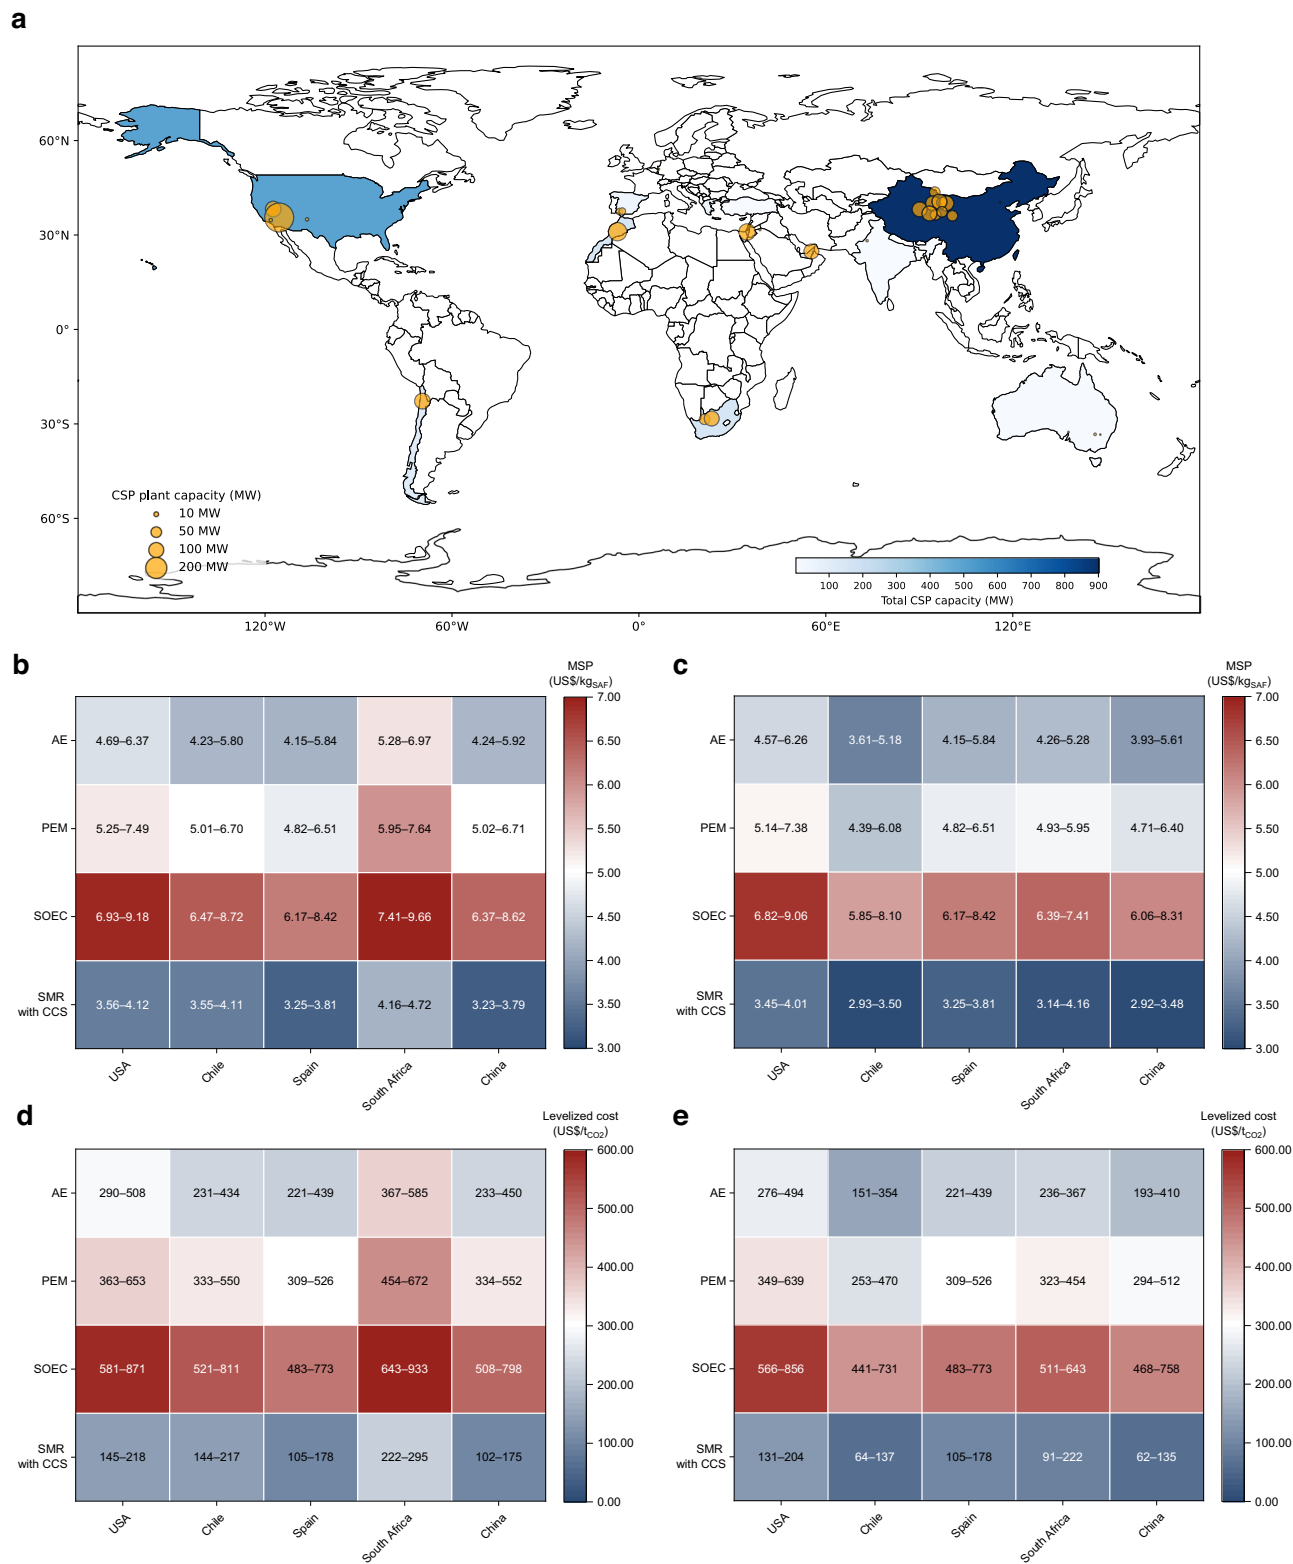 a
60°N
30°N
0°
30°S
60°S
CSP plant capacity (MW)
10 MW
50 MW
100 MW
200 MW
100 200 300 400 500 600 700 800 900
Total CSP capacity (MW)
120°W 60°W 0° 60°E 120°E
b
MSP
(US$/kgSAF)
AE 4.69–6.37 4.23–5.80 4.15–5.84 5.28–6.97 4.24–5.92
PEM 5.25–7.49 5.01–6.70 4.82–6.51 5.95–7.64 5.02–6.71
SOEC 6.93–9.18 6.47–8.72 6.17–8.42 7.41–9.66 6.37–8.62
SMR
with CCS
3.56–4.12 3.55–4.11 3.25–3.81 4.16–4.72 3.23–3.79
USA Chile Spain South Africa China
7.00
6.50
6.00
5.50
5.00
4.50
4.00
3.50
3.00
c
MSP
(US$/kgSAF)
AE 4.57–6.26 3.61–5.18 4.15–5.84 4.26–5.28 3.93–5.61
PEM 5.14–7.38 4.39–6.08 4.82–6.51 4.93–5.95 4.71–6.40
SOEC 6.82–9.06 5.85–8.10 6.17–8.42 6.39–7.41 6.06–8.31
SMR
with CCS
3.45–4.01 2.93–3.50 3.25–3.81 3.14–4.16 2.92–3.48
USA Chile Spain South Africa China
7.00
6.50
6.00
5.50
5.00
4.50
4.00
3.50
3.00
d
Levelized cost
(US$/tCO2)
AE 290–508 231–434 221–439 367–585 233–450
PEM 363–653 333–550 309–526 454–672 334–552
SOEC 581–871 521–811 483–773 643–933 508–798
SMR
with CCS
145–218 144–217 105–178 222–295 102–175
USA Chile Spain South Africa China
600.00
500.00
400.00
300.00
200.00
100.00
0.00
e
Levelized cost
(US$/tCO2)
AE 276–494 151–354 221–439 236–367 193–410
PEM 349–639 253–470 309–526 323–454 294–512
SOEC 566–856 441–731 483–773 511–643 468–758
SMR
with CCS
131–204 64–137 105–178 91–222 62–135
USA Chile Spain South Africa China
600.00
500.00
400.00
300.00
200.00
100.00
0.00